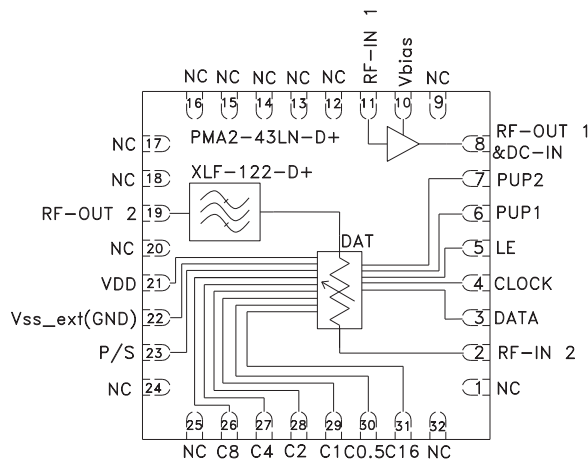 RF-IN 1
Vbias
NC NC NC NC NC NC
16 15 14 13 12 11 10 9
PMA2-43LN-D+
NC 17
8 RF-OUT 1
&DC-IN
NC 18
7 PUP2
XLF-122-D+
RF-OUT 2 19
6 PUP1
DAT
NC 20
5 LE
VDD 21
4 CLOCK
Vss_ext(GND) 22
3 DATA
P/S 23
2 RF-IN 2
NC 24
1 NC
25 26 27 28 29 30 31 32
NC C8 C4 C2 C1 C0.5 C16 NC